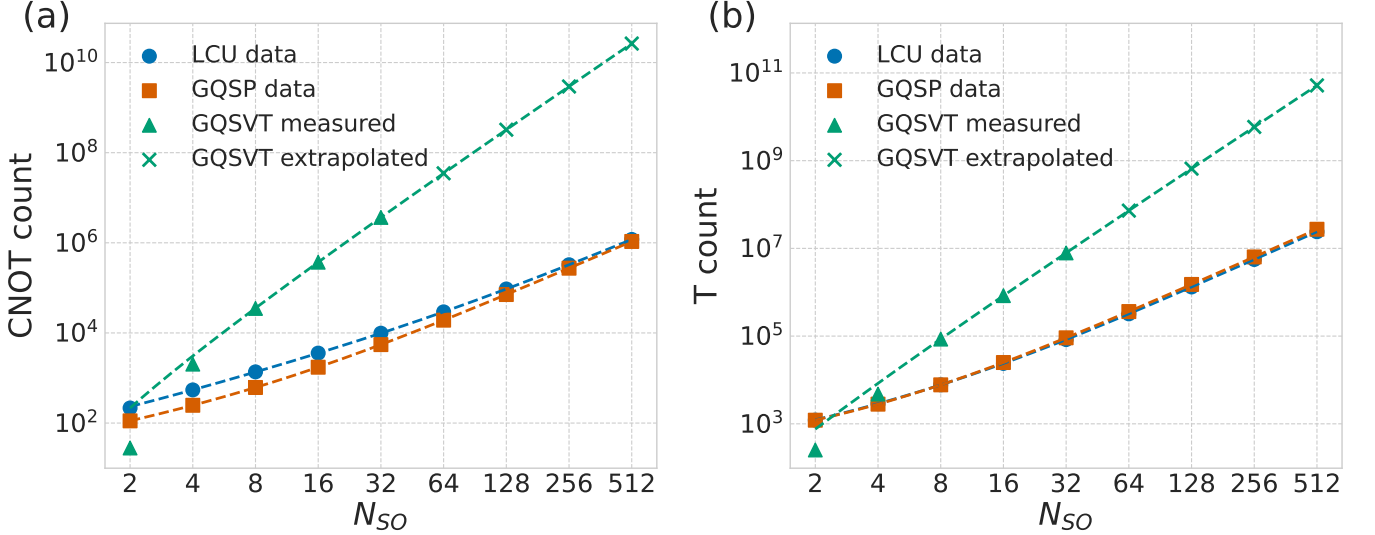 (a)
CNOT count
10^10
10^8
10^6
10^4
10^2
LCU data
GQSP data
GQSVT measured
GQSVT extrapolated
2 4 8 16 32 64 128 256 512
N_SO
(b)
T count
10^11
10^9
10^7
10^5
10^3
LCU data
GQSP data
GQSVT measured
GQSVT extrapolated
2 4 8 16 32 64 128 256 512
N_SO